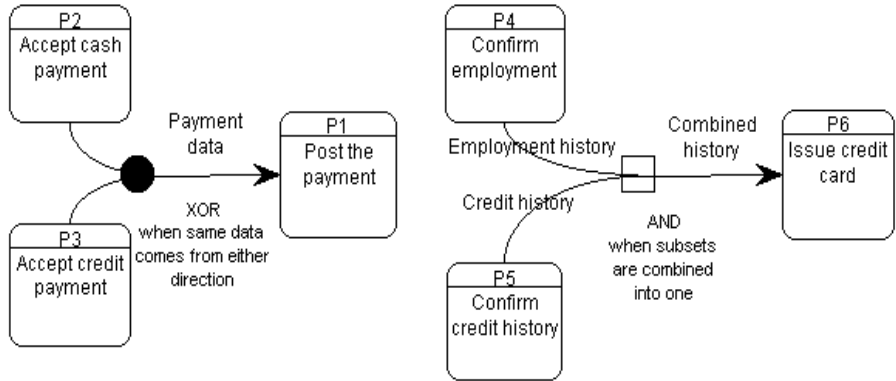 P2
Accept cash
payment
Payment
data
P1
Post the
payment
XOR
when same data
comes from either
direction
P3
Accept credit
payment
P4
Confirm
employment
Employment history
Combined
history
P6
Issue credit
card
Credit history
AND
when subsets
are combined
into one
P5
Confirm
credit history